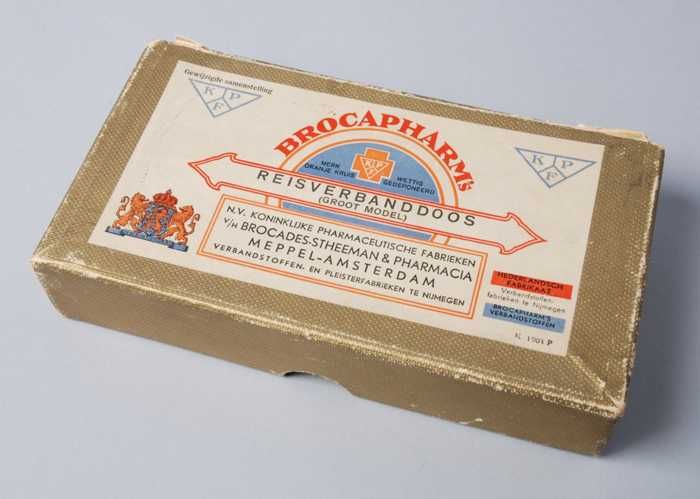 Gewijzigde samenstelling
K P F
BROCAPHARM's
K P F
MERK ORANJE KRUIS
WETTIG GEDEPONEERD
K P F
REISVERBANDDOOS
(GROOT MODEL)
N.V. KONINKLIJKE PHARMACEUTISCHE FABRIEKEN
V/H BROCADES-STHEEMAN & PHARMACIA
MEPPEL-AMSTERDAM
VERBANDSTOFFEN- EN PLEISTERFABRIEKEN TE NIJMEGEN
NEDERLANDSCH
FABRIKAAT
Verbandstoffen-
fabrieken te Nijmegen
BROCAPHARM'S
VERBANDSTOFFEN
K 1503 P